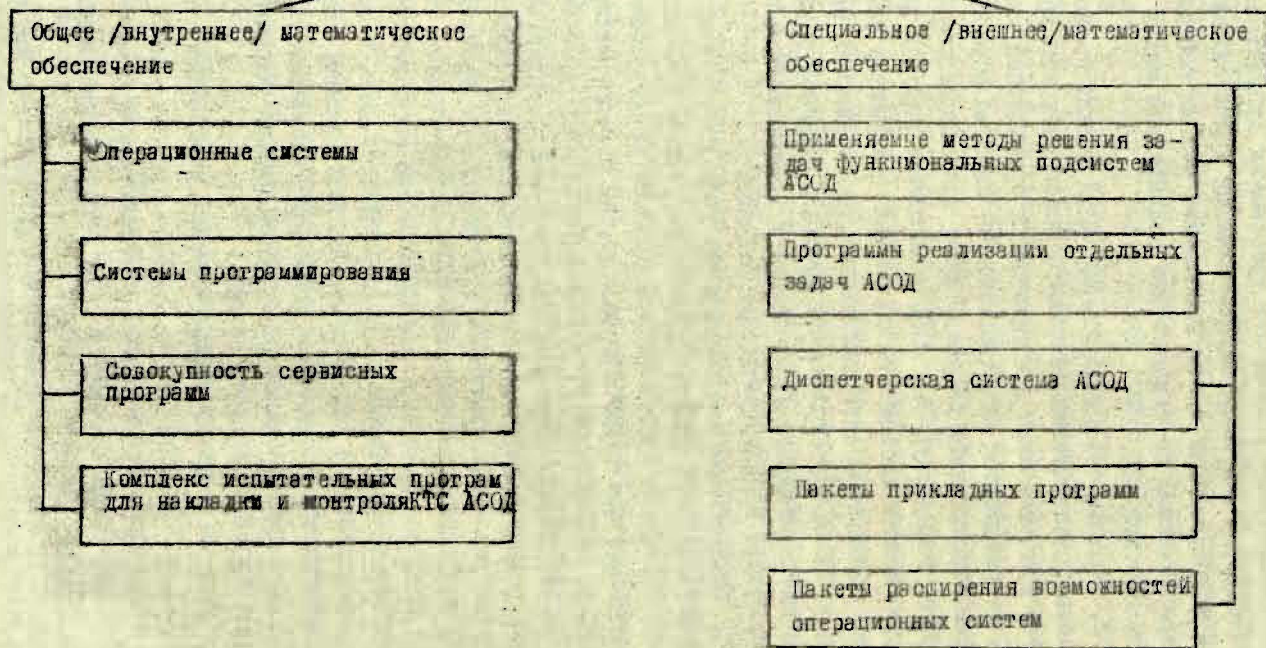 Общее /внутреннее/ математическое
обеспечение
Операционные системы
Системы программирования
Совокупность сервисных
программ
Комплекс испытательных програм
для накладки и контроляКТС АСОД
Специальное /внешнее/математическое
обеспечение
Применяемые методы решения за-
дач функциональных подсистем
АСОД
Программы реализации отдельных
задач АСОД
Диспетчерская система АСОД
Пакеты прикладных программ
Пакеты расширения возможностей
операционных систем